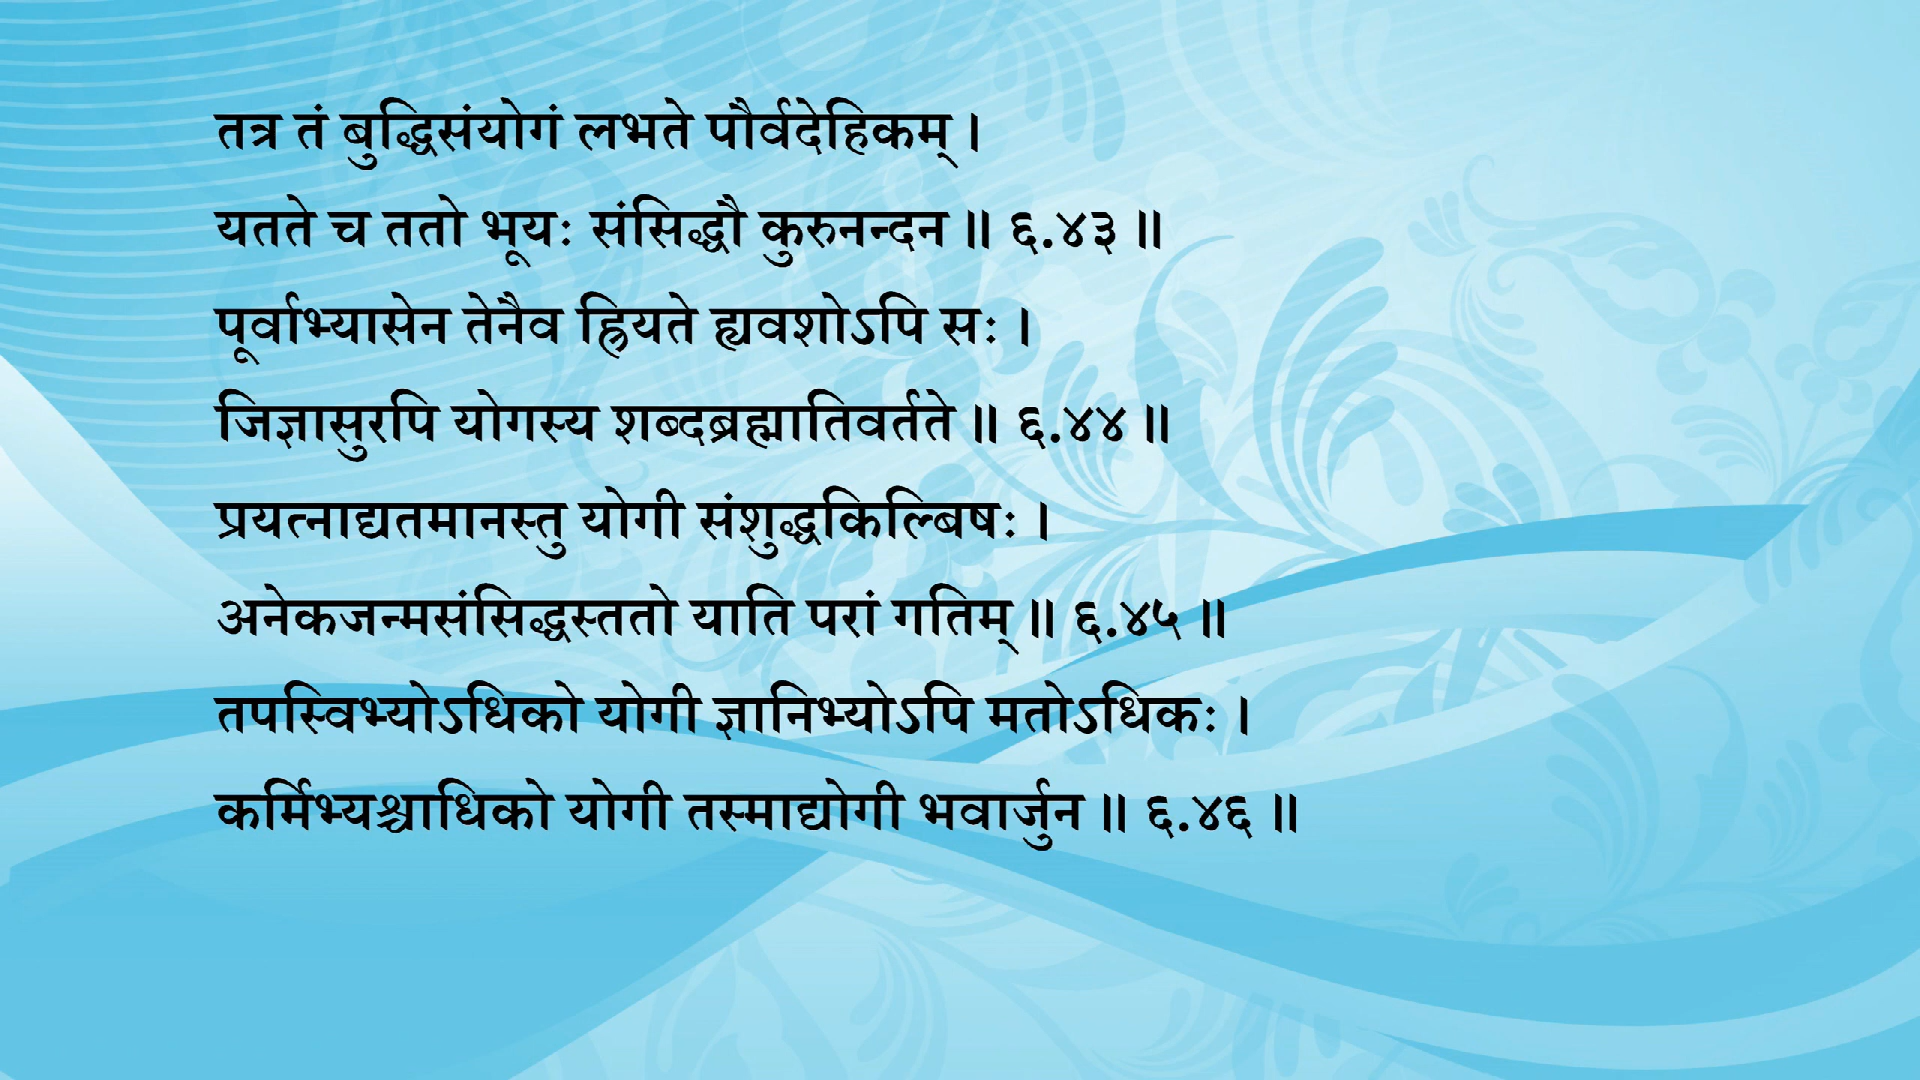 तत्र तं बुद्धिसंयोगं लभते पौर्वदेहिकम् ।
यतते च ततो भूयः संसिद्धौ कुरुनन्दन ॥ ६.४३ ॥
पूर्वाभ्यासेन तेनैव ह्रियते ह्यवशोऽपि सः ।
जिज्ञासुरपि योगस्य शब्दब्रह्मातिवर्तते ॥ ६.४४ ॥
प्रयत्नाद्यतमानस्तु योगी संशुद्धकिल्बिषः ।
अनेकजन्मसंसिद्धस्ततो याति परां गतिम् ॥ ६.४५ ॥
तपस्विभ्योऽधिको योगी ज्ञानिभ्योऽपि मतोऽधिकः ।
कर्मिभ्यश्चाधिको योगी तस्माद्योगी भवार्जुन ॥ ६.४६ ॥